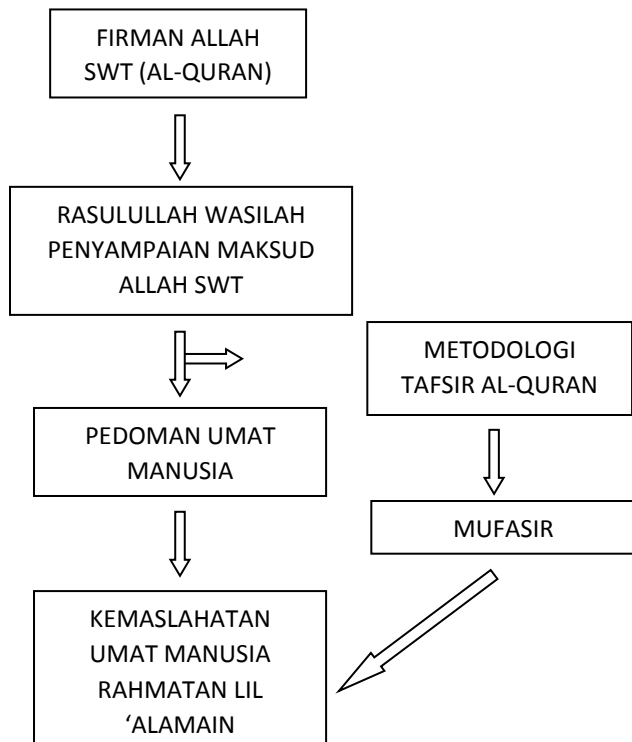 FIRMAN ALLAH
SWT (AL-QURAN)
RASULULLAH WASILAH
PENYAMPAIAN MAKSUD
ALLAH SWT
METODOLOGI
TAFSIR AL-QURAN
PEDOMAN UMAT
MANUSIA
MUFASIR
KEMASLAHATAN
UMAT MANUSIA
RAHMATAN LIL
‘ALAMAIN